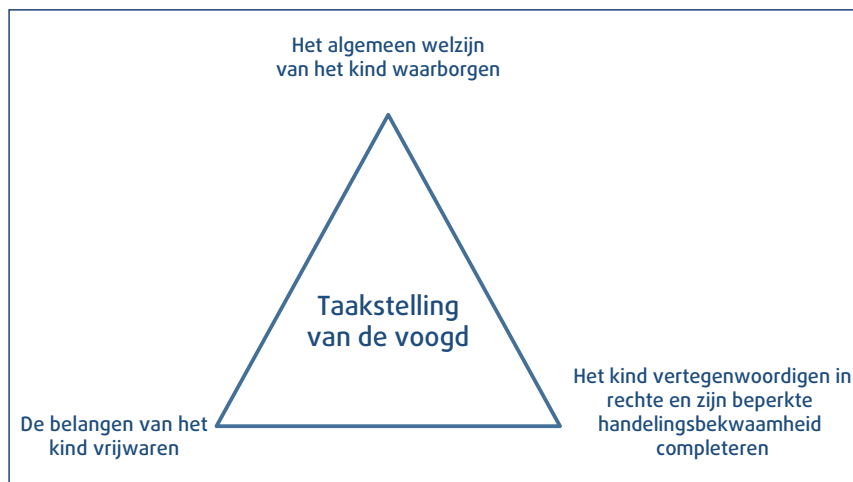 Het algemeen welzijn
van het kind waarborgen
Taakstelling
van de voogd
De belangen van het
kind vrijwaren
Het kind vertegenwoordigen in
rechte en zijn beperkte
handelingsbekwaamheid
completeren